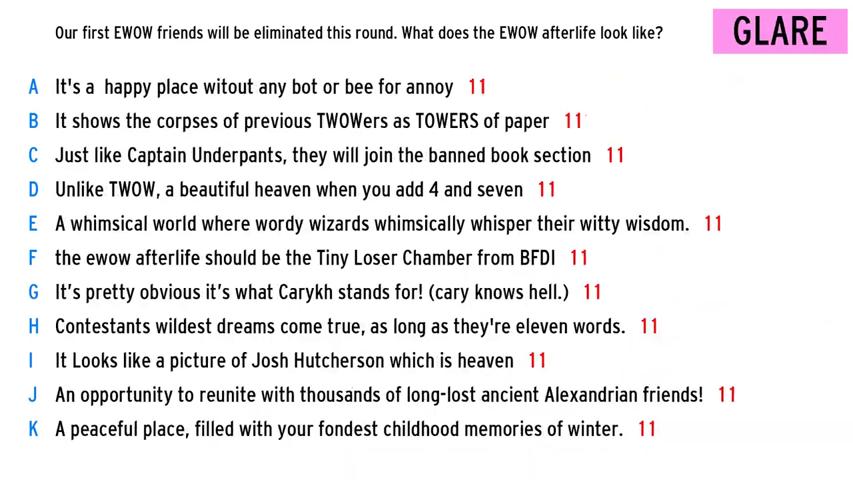 Our first EWOW friends will be eliminated this round. What does the EWOW afterlife look like?
GLARE
A It's a happy place witout any bot or bee for annoy 11
B It shows the corpses of previous TWOWers as TOWERS of paper 11
C Just like Captain Underpants, they will join the banned book section 11
D Unlike TWOW, a beautiful heaven when you add 4 and seven 11
E A whimsical world where wordy wizards whimsically whisper their witty wisdom. 11
F the ewow afterlife should be the Tiny Loser Chamber from BFDI 11
G It’s pretty obvious it’s what Carykh stands for! (cary knows hell.) 11
H Contestants wildest dreams come true, as long as they're eleven words. 11
I It Looks like a picture of Josh Hutcherson which is heaven 11
J An opportunity to reunite with thousands of long-lost ancient Alexandrian friends! 11
K A peaceful place, filled with your fondest childhood memories of winter. 11